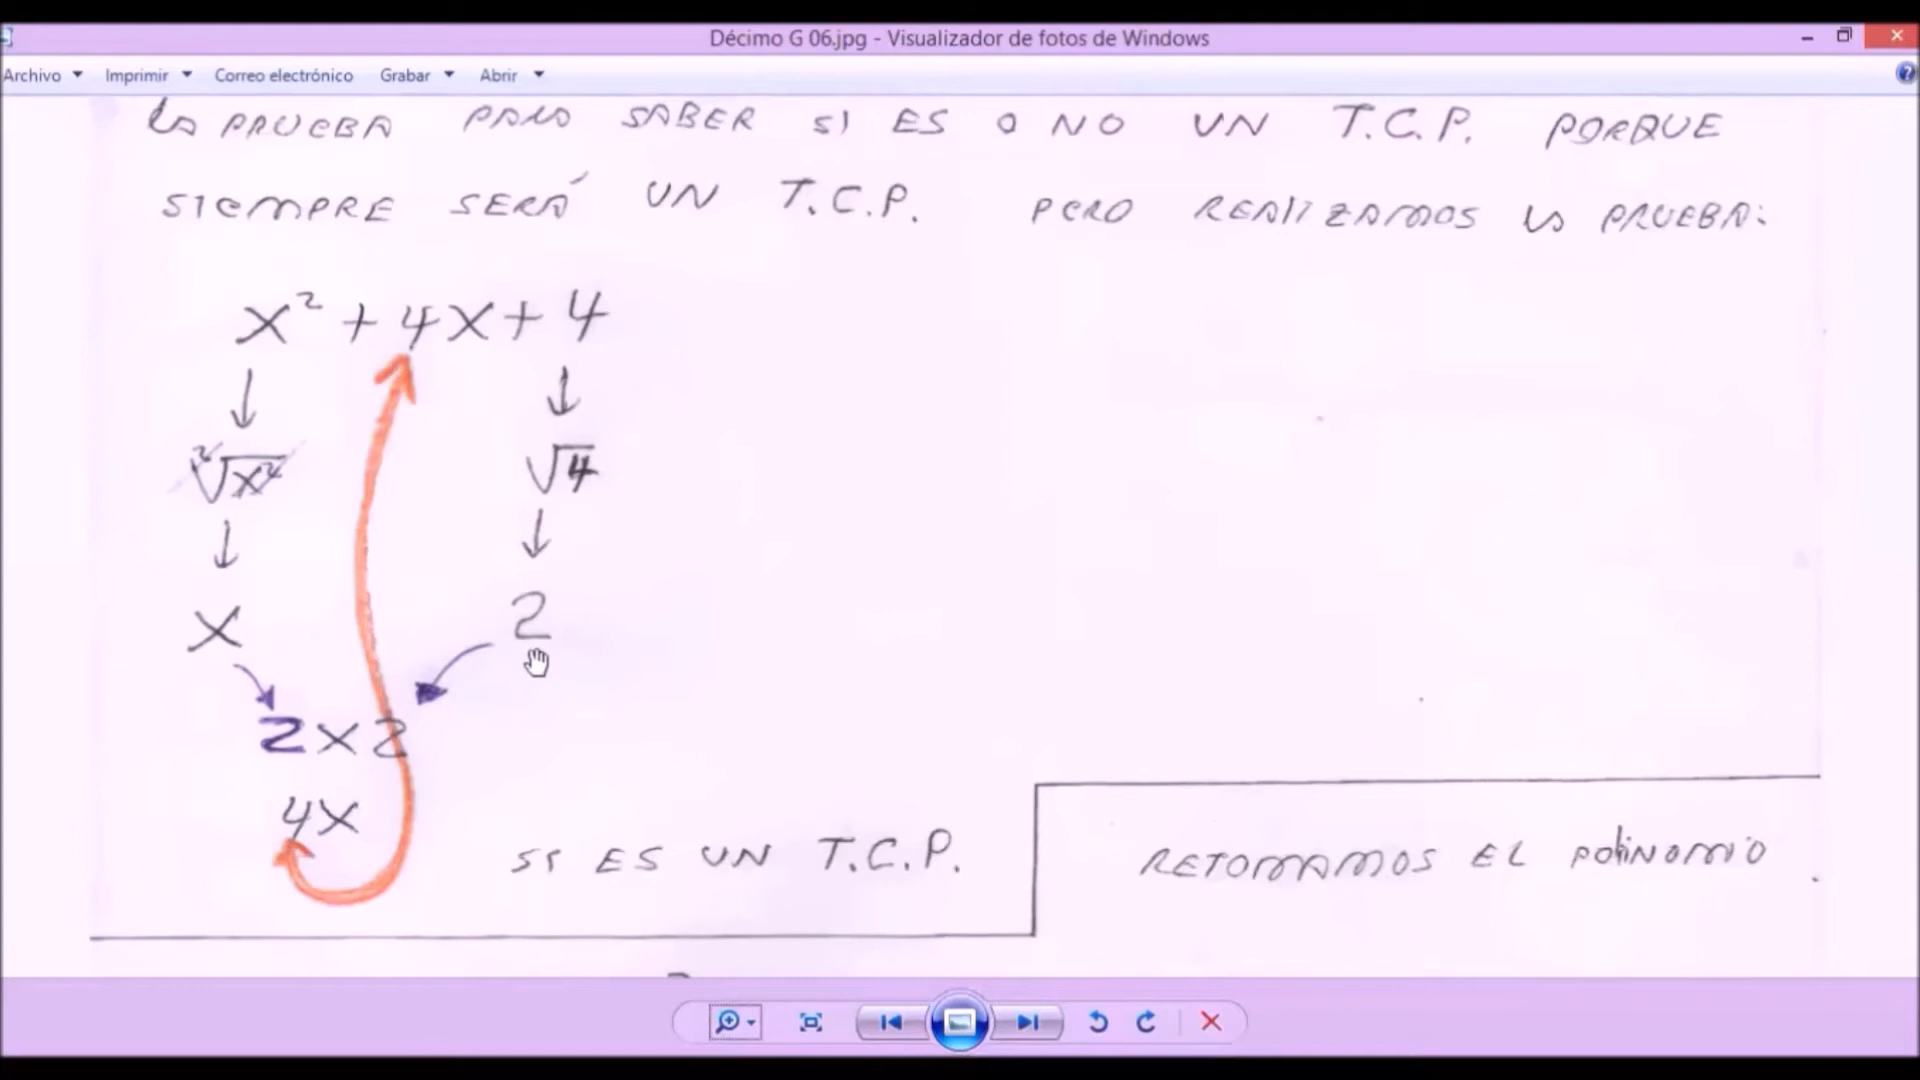 Décimo G 06.jpg - Visualizador de fotos de Windows
Archivo Imprimir Correo electrónico Grabar Abrir
La PRUEBA PARA SABER SI ES O NO UN T.C.P. PORQUE
SIEMPRE SERÁ UN T.C.P. PERO REALIZAMOS LA PRUEBA:
x² + 4x + 4
²√x² √4
x 2
2x2
4x
SI ES UN T.C.P.
RETOMAMOS EL POLINOMIO